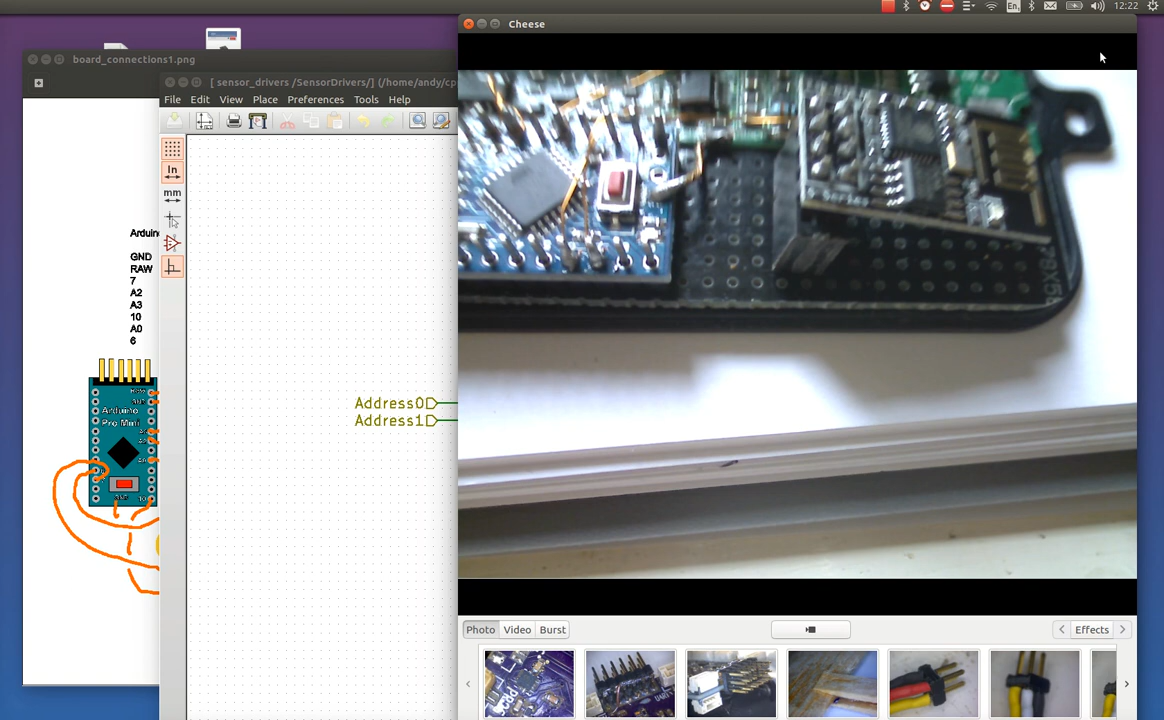 En
12:22
Cheese
board_connections1.png
[ sensor_drivers /SensorDrivers/] (/home/andy/cp
File Edit View Place Preferences Tools Help
In
mm
Arduin
GND
RAW
7
A2
A3
10
A0
6
Arduino
Pro Mini
Address0
Address1
Photo Video Burst
Effects